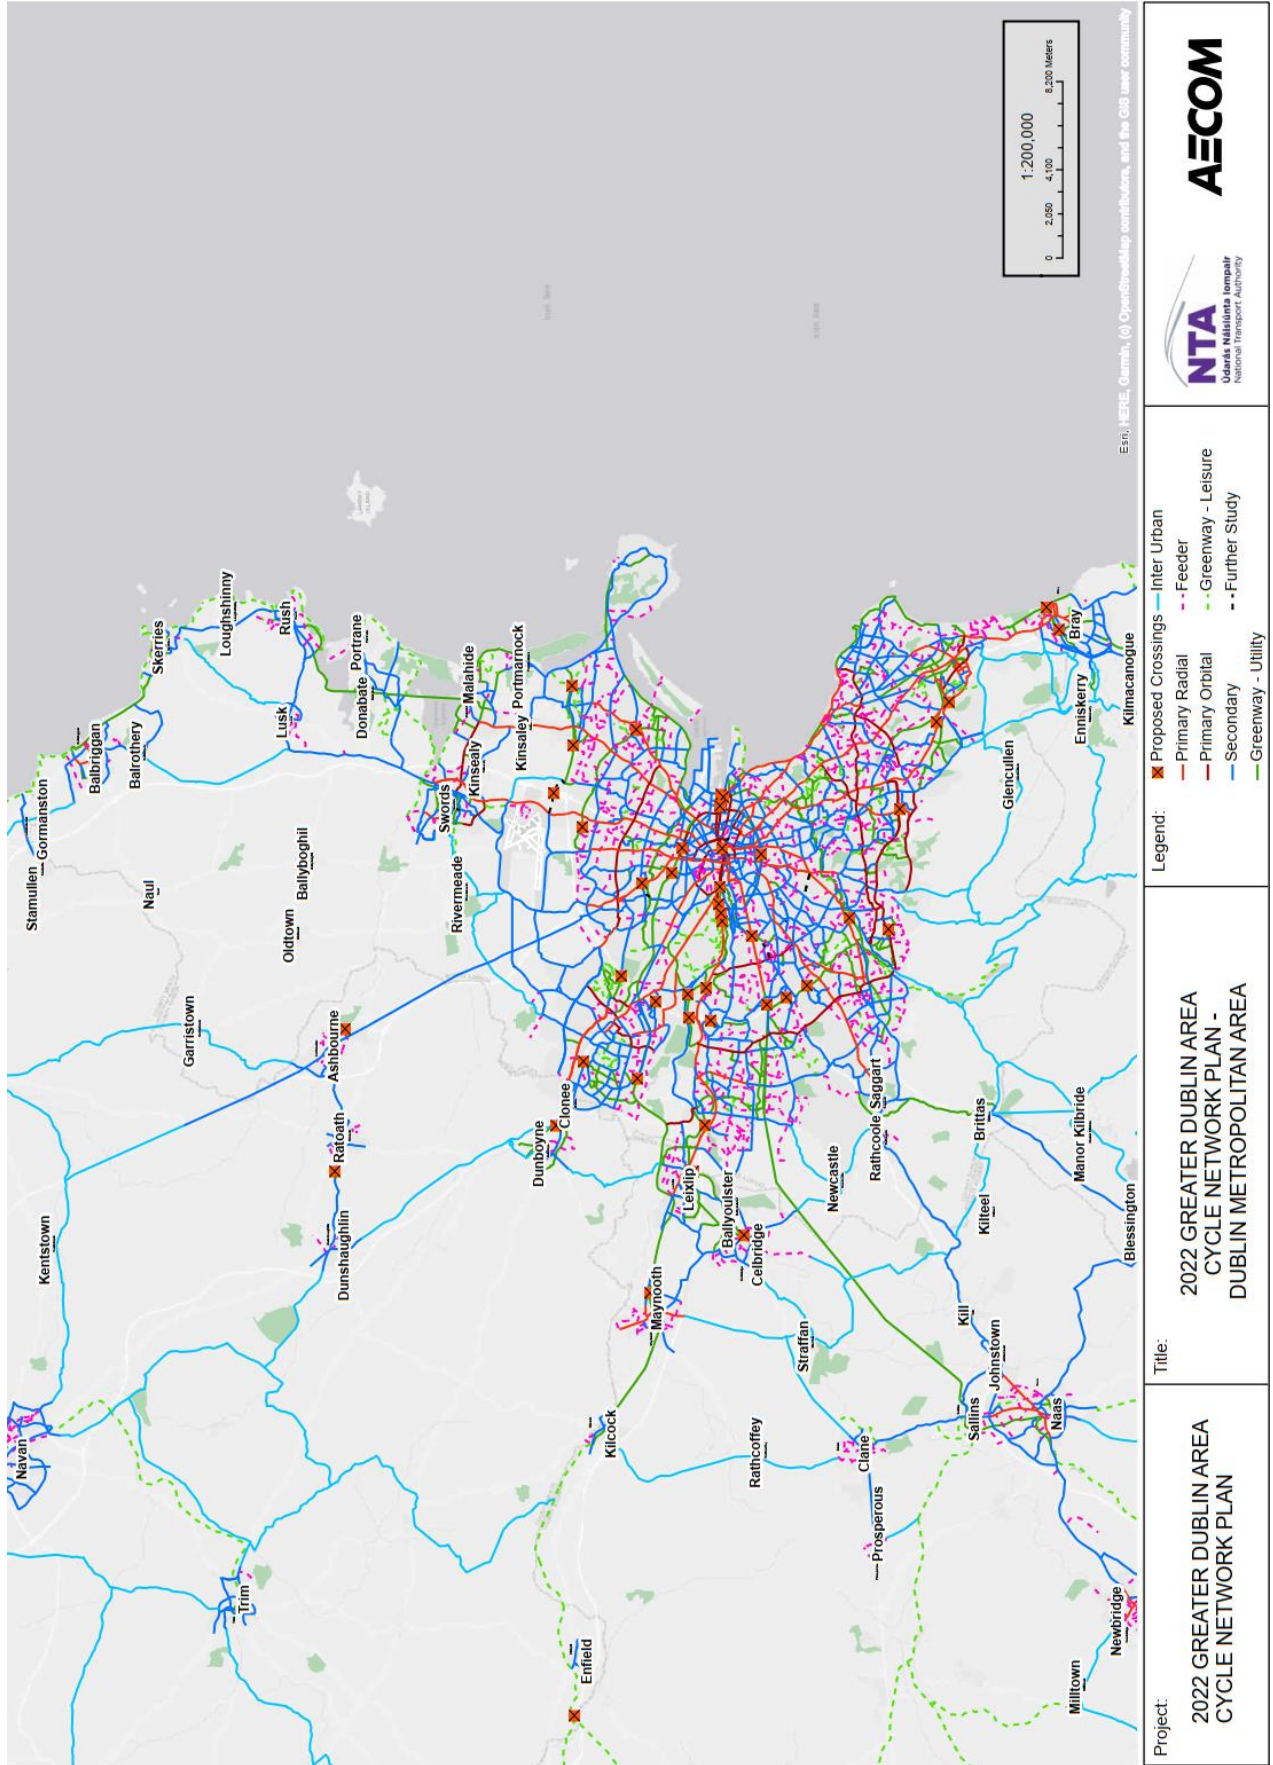 Stamullen
Gormanston
Balbriggan
Balrothery
Skerries
Naul
Loughshinny
Ballyboghil
Oldtown
Lusk
Rush
Garristown
Kentstown
Navan
Ashbourne
Ratoath
Dunshaughlin
Donabate
Portrane
Trim
Rivermeade
Swords
Kinsealy
Malahide
Kinsaley
Portmarnock
Dunboyne
Clonee
Enfield
Kilcock
Maynooth
Leixlip
Ballyoulster
Celbridge
Rathcoffey
Straffan
Newcastle
Clane
Prosperous
Rathcoole
Saggart
Kill
Sallins
Johnstown
Naas
Kilteel
Brittas
Glencullen
Manor Kilbride
Blessington
Enniskerry
Bray
Kilmacanogue
Milltown
Newbridge
LAMBAY
ISLAND
Irish Sea
Irish Sea
1:200,000
0 2,050 4,100 8,200 Meters
Esri, HERE, Garmin, (c) OpenStreetMap contributors, and the GIS user community
Project:
2022 GREATER DUBLIN AREA
CYCLE NETWORK PLAN
Title:
2022 GREATER DUBLIN AREA
CYCLE NETWORK PLAN -
DUBLIN METROPOLITAN AREA
Legend:
Proposed Crossings
Primary Radial
Primary Orbital
Secondary
Greenway - Utility
Inter Urban
Feeder
Greenway - Leisure
Further Study
NTA
Údarás Náisiúnta Iompair
National Transport Authority
AECOM